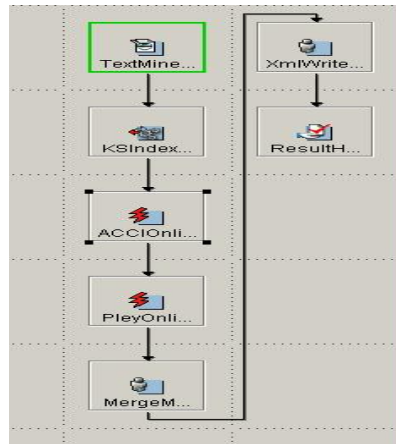 TextMine...
KSIndex...
ACCIOnli...
PleyOnli...
MergeM...
XmlWrite...
ResultH...